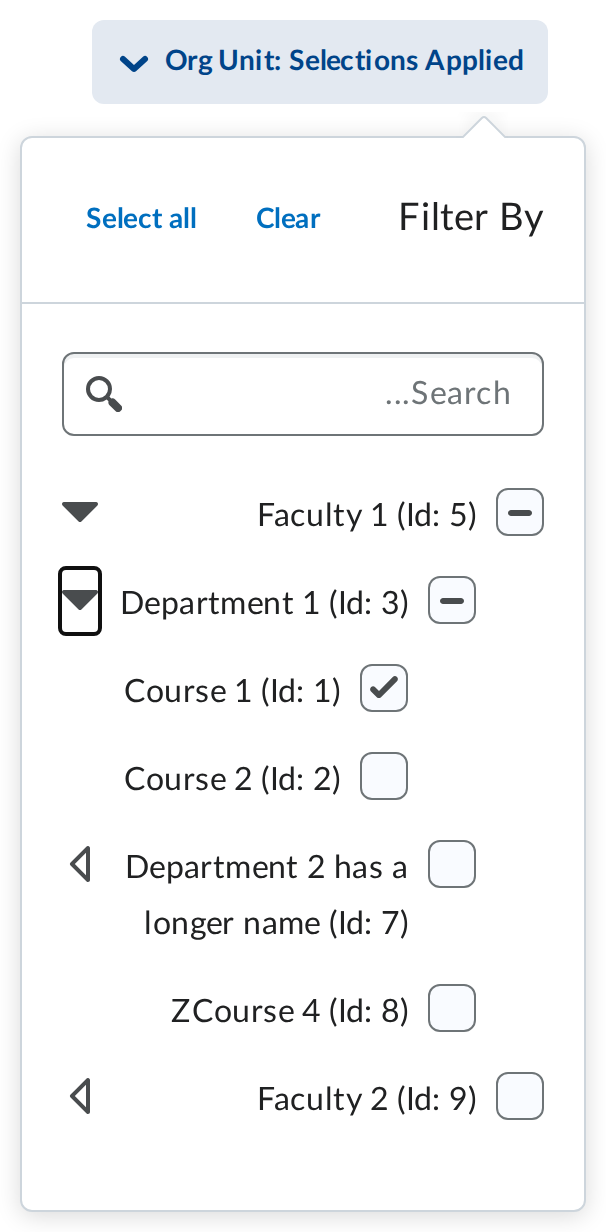 Org Unit: Selections Applied
Filter By
Clear
Select all
...Search
Faculty 1 (Id: 5)
Department 1 (Id: 3)
Course 1 (Id: 1)
Course 2 (Id: 2)
Department 2 has a
longer name (Id: 7)
ZCourse 4 (Id: 8)
Faculty 2 (Id: 9)